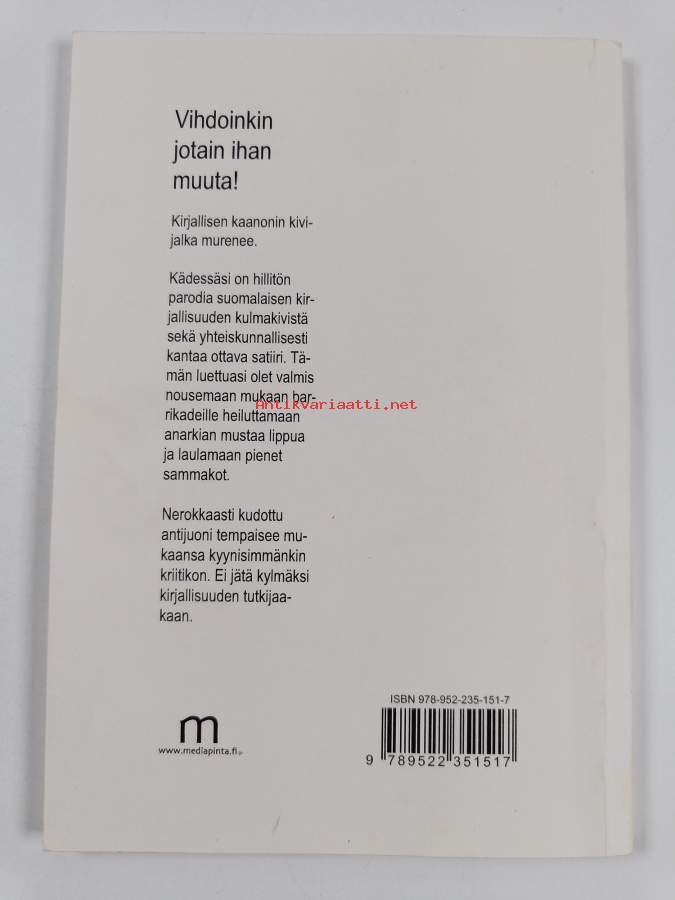 Vihdoinkin
jotain ihan
muuta!
Kirjallisen kaanonin kivi-
jalka murenee.
Kädessäsi on hillitön
parodia suomalaisen kir-
jallisuuden kulmakivistä
sekä yhteiskunnallisesti
kantaa ottava satiiri. Tä-
män luettuasi olet valmis
nousemaan mukaan bar-
rikadeille heiluttamaan
anarkian mustaa lippua
ja laulamaan pienet
sammakot.
Antikvariaatti.net
Nerokkaasti kudottu
antijuoni tempaisee mu-
kaansa kyynisimmänkin
kriitikon. Ei jätä kylmäksi
kirjallisuuden tutkijaa-
kaan.
ISBN 978-952-235-151-7
9 789522 351517
m
www.mediapinta.fi